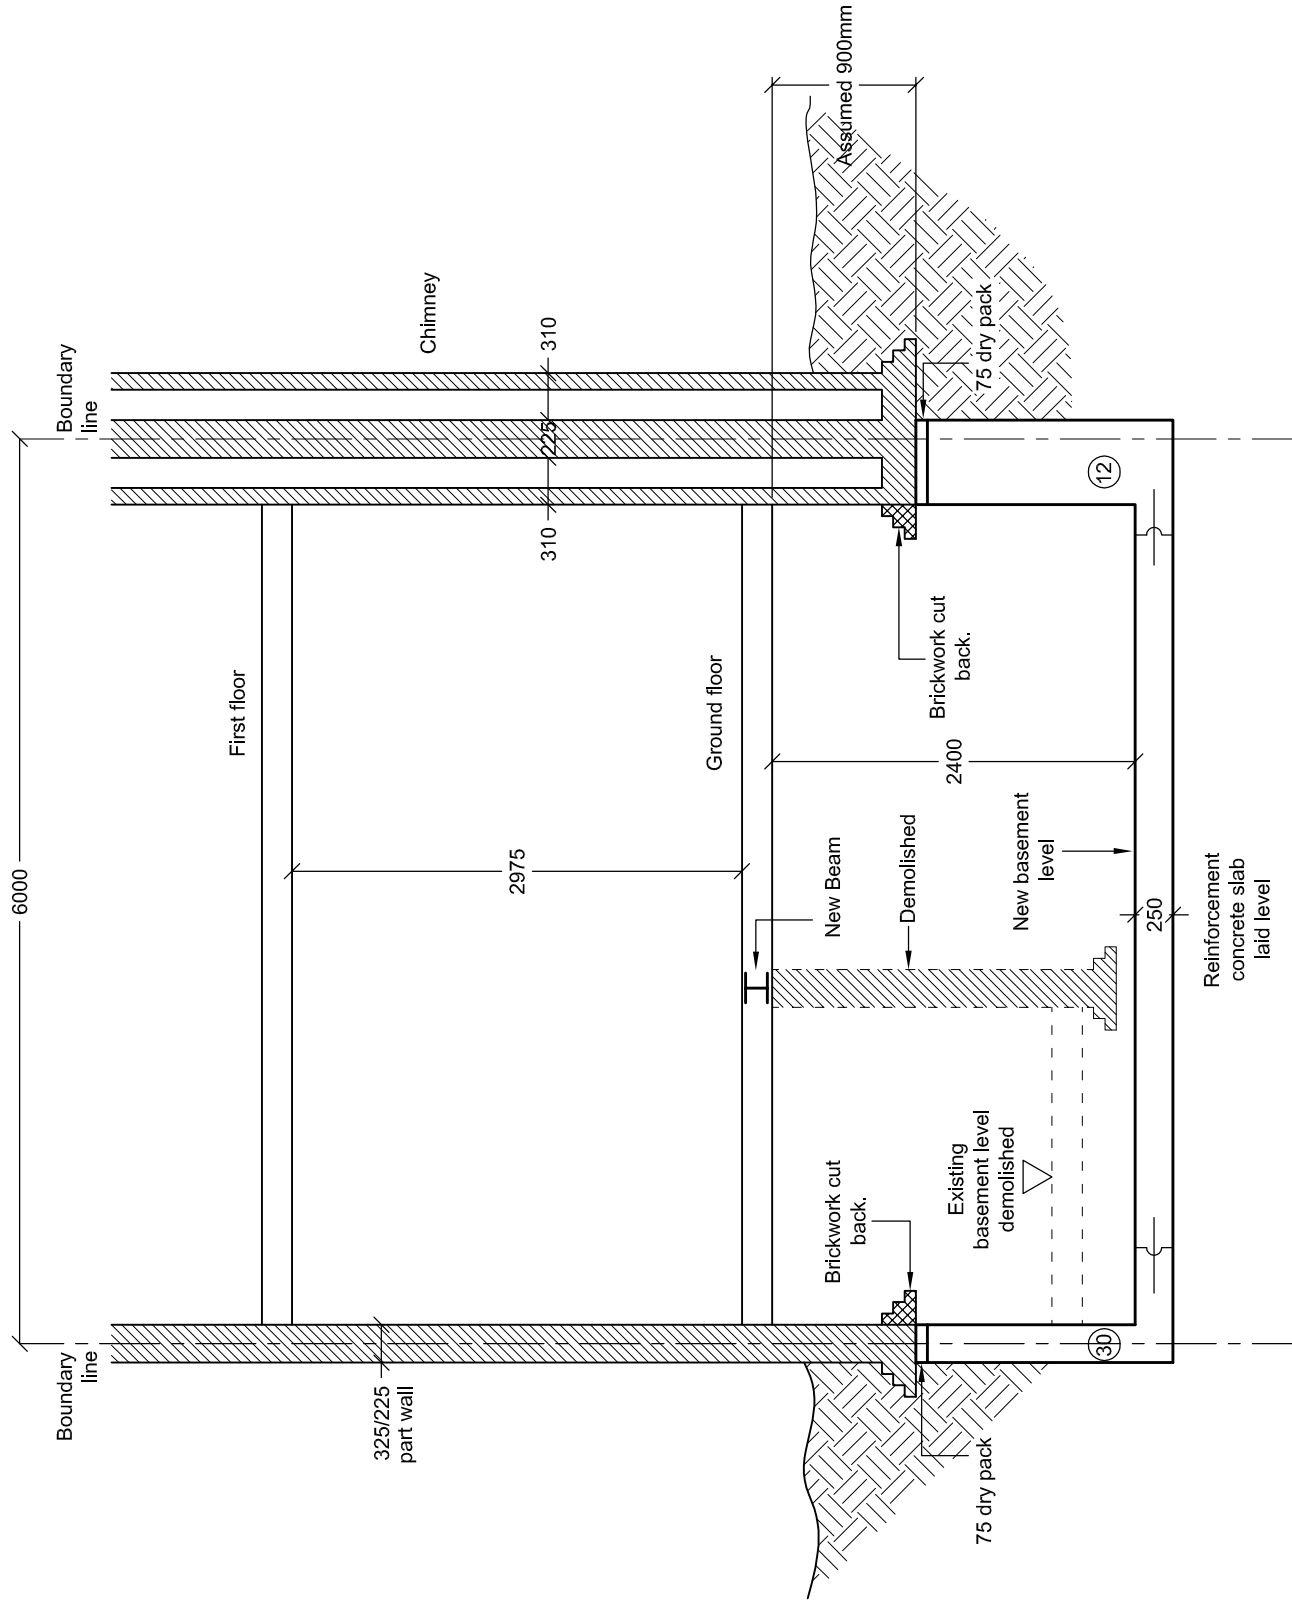 6000
Boundary
line
Boundary
line
Chimney
310
225
310
325/225
part wall
First floor
2975
Ground floor
Assumed 900mm
New Beam
Demolished
2400
Brickwork cut
back.
Brickwork cut
back.
75 dry pack
75 dry pack
Existing
basement level
demolished
New basement
level
30
12
250
Reinforcement
concrete slab
laid level